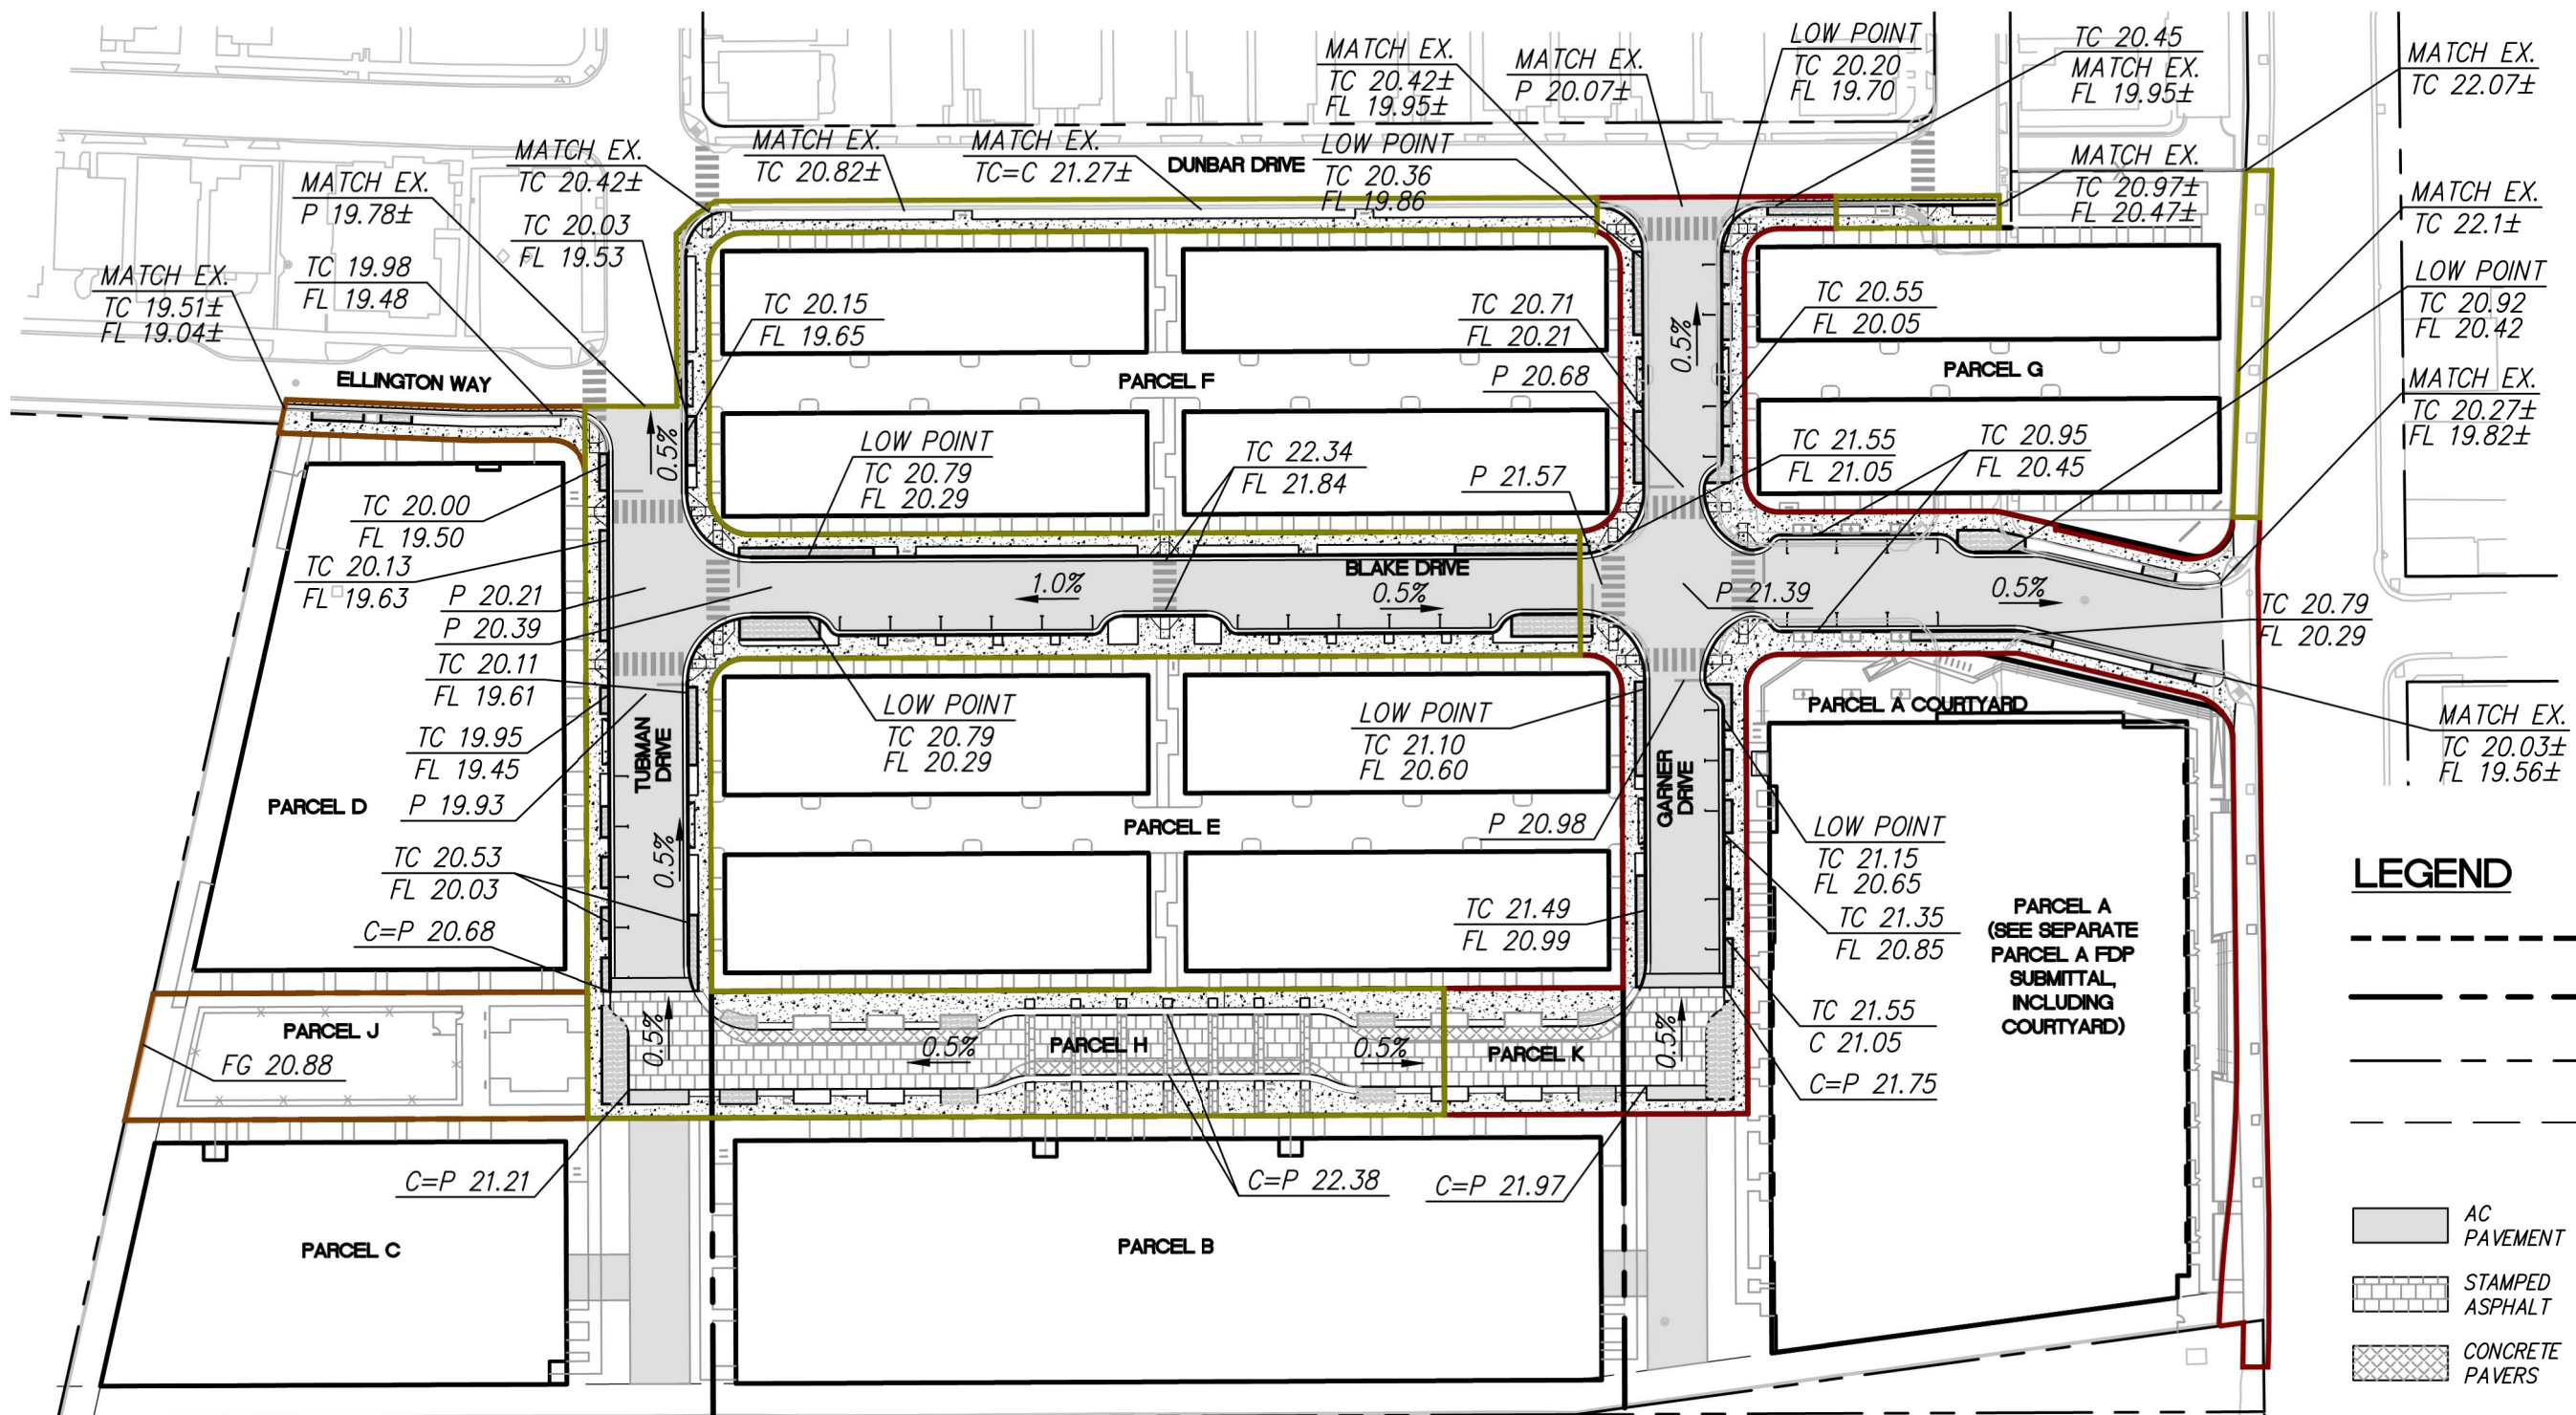 MATCH EX.
TC 20.42±
FL 19.95±
MATCH EX.
P 20.07±
LOW POINT
TC 20.20
FL 19.70
TC 20.45
MATCH EX.
FL 19.95±
MATCH EX.
TC 22.07±
MATCH EX.
TC 20.42±
MATCH EX.
TC 20.82±
MATCH EX.
TC=C 21.27±
DUNBAR DRIVE
LOW POINT
TC 20.36
FL 19.86
MATCH EX.
TC 20.97±
FL 20.47±
MATCH EX.
TC 22.1±
MATCH EX.
P 19.78±
TC 20.03
FL 19.53
MATCH EX.
TC 19.51±
FL 19.04±
TC 19.98
FL 19.48
LOW POINT
TC 20.92
FL 20.42
TC 20.15
FL 19.65
TC 20.71
FL 20.21
0.5%
TC 20.55
FL 20.05
ELLINGTON WAY
PARCEL F
P 20.68
PARCEL G
MATCH EX.
TC 20.27±
FL 19.82±
0.5%
LOW POINT
TC 20.79
FL 20.29
TC 22.34
FL 21.84
P 21.57
TC 21.55
FL 21.05
TC 20.95
FL 20.45
TC 20.00
FL 19.50
TC 20.13
FL 19.63
P 20.21
P 20.39
1.0%
BLAKE DRIVE
0.5%
P 21.39
0.5%
TC 20.79
FL 20.29
TC 20.11
FL 19.61
TC 19.95
FL 19.45
P 19.93
TUBMAN
DRIVE
LOW POINT
TC 20.79
FL 20.29
LOW POINT
TC 21.10
FL 20.60
GARNER
DRIVE
PARCEL A COURTYARD
MATCH EX.
TC 20.03±
FL 19.56±
PARCEL D
PARCEL E
P 20.98
LOW POINT
TC 21.15
FL 20.65
TC 20.53
FL 20.03
0.5%
C=P 20.68
TC 21.49
FL 20.99
TC 21.35
FL 20.85
PARCEL A
(SEE SEPARATE
PARCEL A FDP
SUBMITTAL,
INCLUDING
COURTYARD)
LEGEND
PARCEL J
FG 20.88
0.5%
0.5%
PARCEL H
0.5%
PARCEL K
0.5%
TC 21.55
C 21.05
C=P 21.75
C=P 21.21
C=P 22.38
C=P 21.97
PARCEL C
PARCEL B
AC
PAVEMENT
STAMPED
ASPHALT
CONCRETE
PAVERS